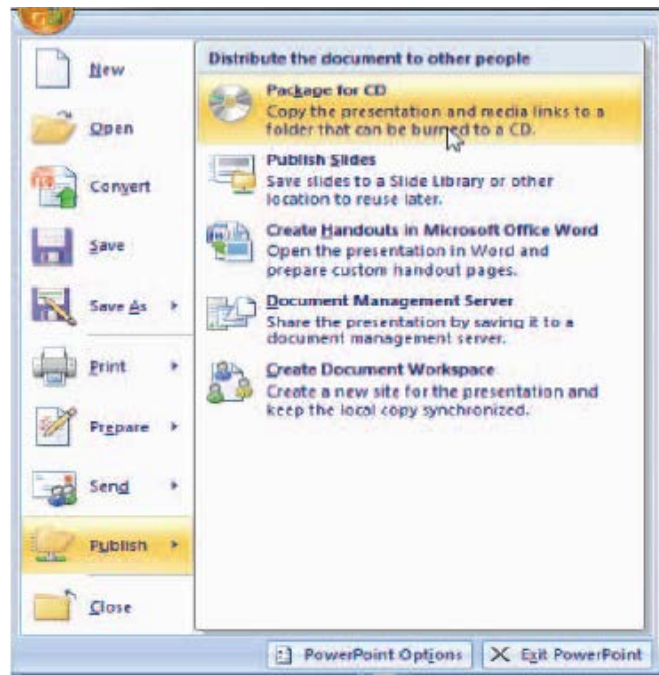 New
Open
Convert
Save
Save As
Print
Prepare
Send
Publish
Close
Distribute the document to other people
Package for CD
Copy the presentation and media links to a
folder that can be burned to a CD.
Publish Slides
Save slides to a Slide Library or other
location to reuse later.
Create Handouts in Microsoft Office Word
Open the presentation in Word and
prepare custom handout pages.
Document Management Server
Share the presentation by saving it to a
document management server.
Create Document Workspace
Create a new site for the presentation and
keep the local copy synchronized.
PowerPoint Options
Exit PowerPoint